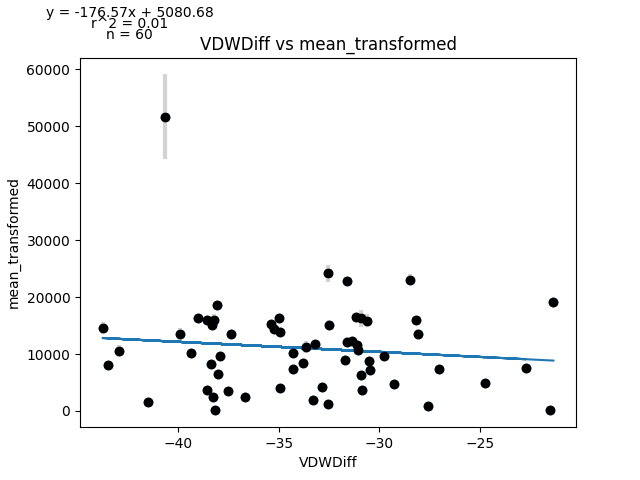 y = -176.57x + 5080.68
r^2 = 0.01
n = 60
VDWDiff vs mean_transformed
60000
50000
40000
30000
20000
10000
0
mean_transformed
−40
−35
−30
−25
VDWDiff